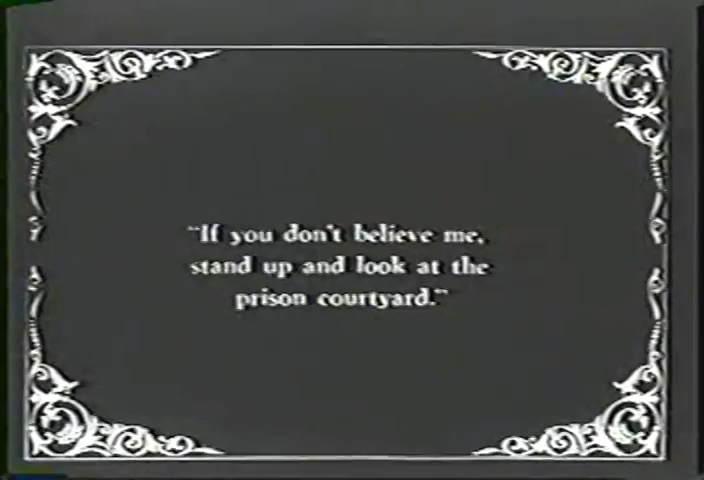 "If you don't believe me,
stand up and look at the
prison courtyard."